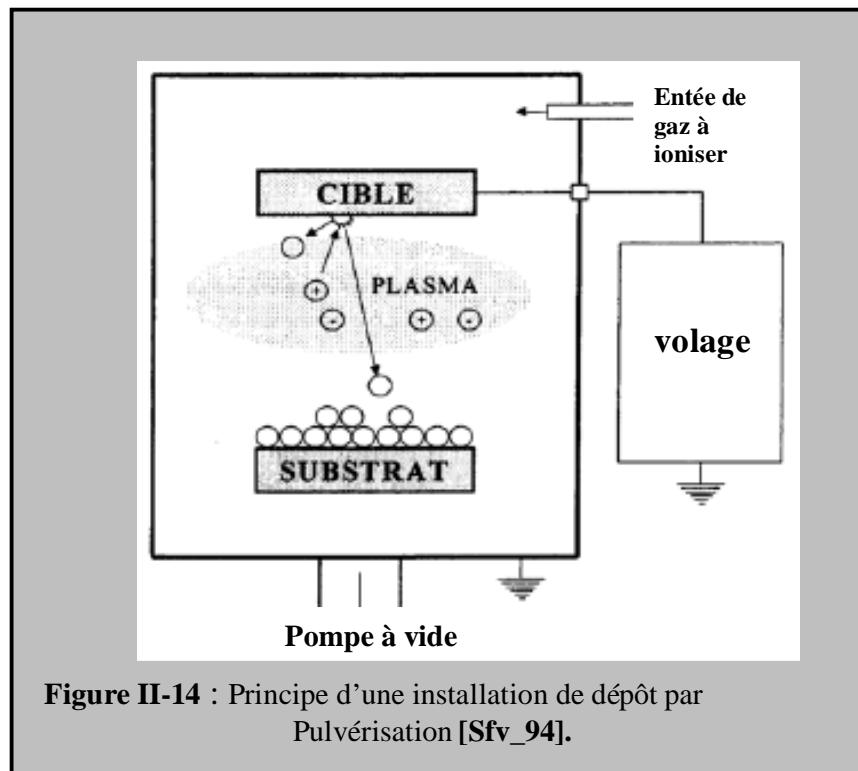 Entée de
gaz à
ioniser
CIBLE
PLASMA
+
- + -
volage
SUBSTRAT
Pompe à vide
Figure II-14 : Principe d’une installation de dépôt par
Pulvérisation [Sfv_94].